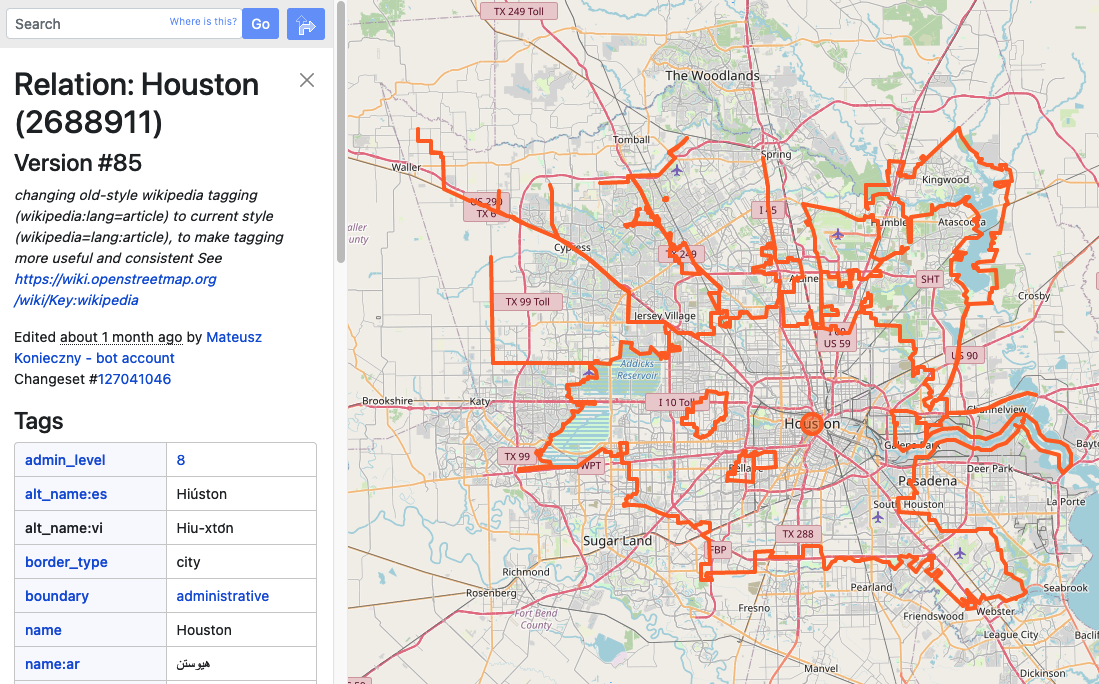 Search
Where is this?
Go
Relation: Houston
(2688911)
Version #85
changing old-style wikipedia tagging
(wikipedia:lang=article) to current style
(wikipedia=lang:article), to make tagging
more useful and consistent See
https://wiki.openstreetmap.org
/wiki/Key:wikipedia
Edited about 1 month ago by Mateusz
Konieczny - bot account
Changeset #127041046
Tags
admin_level 8
alt_name:es Hiúston
alt_name:vi Hiu-xtơn
border_type city
boundary administrative
name Houston
name:ar هيوستن
TX 249 Toll
The Woodlands
Tomball
Spring
Waller
Kingwood
US 290
TX 6
I 45
Humble
Atascocita
aller
unty
Cypress
TX 249
Aldine
SHT
Crosby
TX 99 Toll
Jersey Village
I 69
US 59
US 90
Addicks
Reservoir
Brookshire
Katy
I 10 Toll
Channelview
Houston
Galena Park
Bayto
TX 99
WPT
Bellaire
Deer Park
Pasadena
La Porte
South Houston
Sugar Land
TX 288
FBP
Richmond
Rosenberg
Pearland
Seabrook
Fresno
Fort Bend
County
Friendswood
Webster
League City
Baclif
Manvel
Dickinson